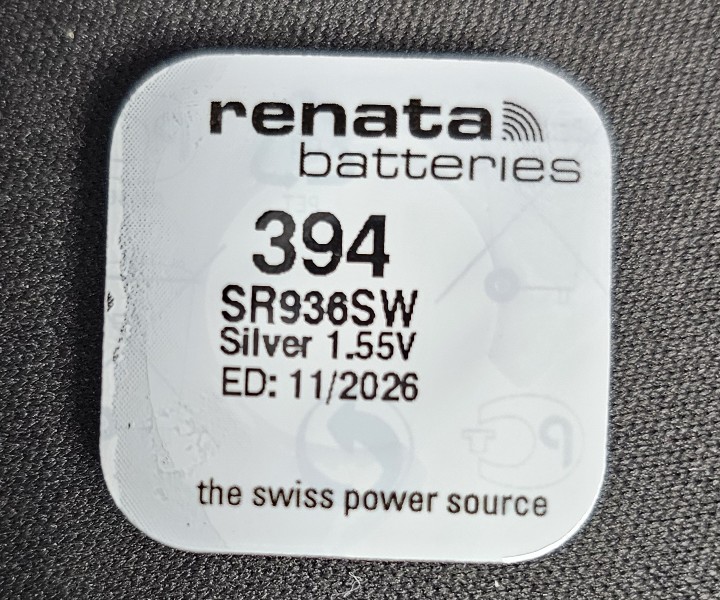 renata
batteries
394
SR936SW
Silver 1.55V
ED: 11/2026
the swiss power source